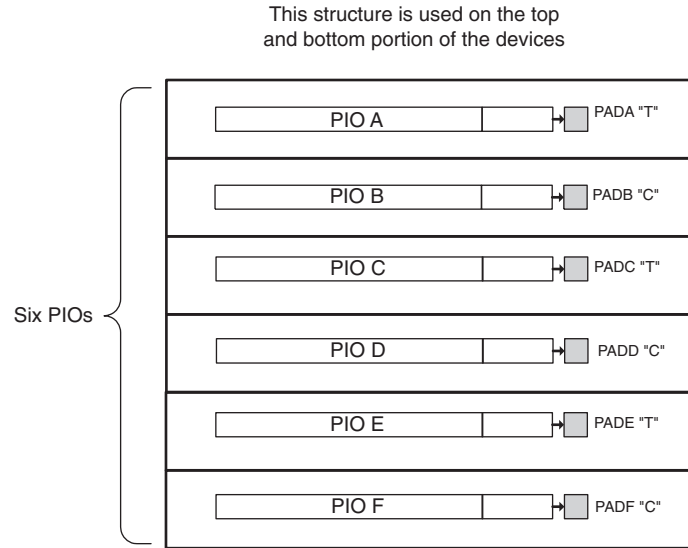 This structure is used on the top
and bottom portion of the devices
PIO A
PADA "T"
PIO B
PADB "C"
PIO C
PADC "T"
Six PIOs
PIO D
PADD "C"
PIO E
PADE "T"
PIO F
PADF "C"